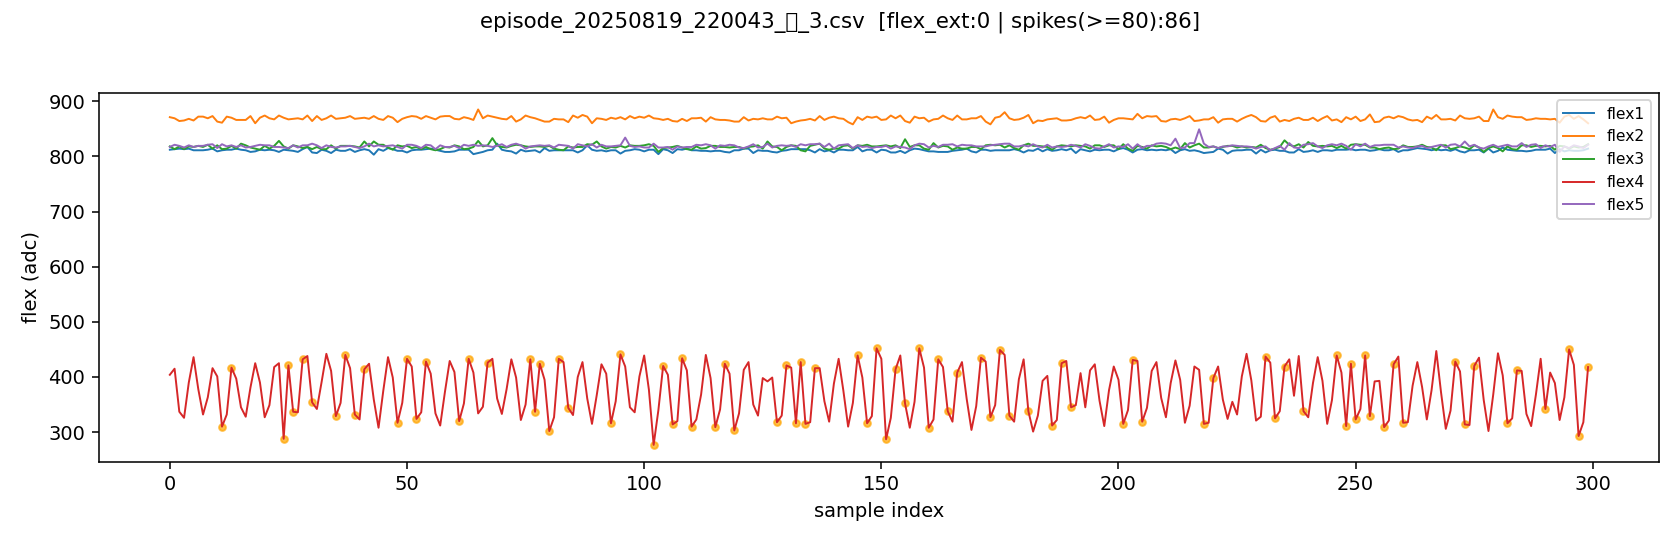 episode_20250819_220043_▯_3.csv [flex_ext:0 | spikes(>=80):86]
900
800
700
600
500
400
300
flex (adc)
flex1
flex2
flex3
flex4
flex5
0
50
100
150
200
250
300
sample index